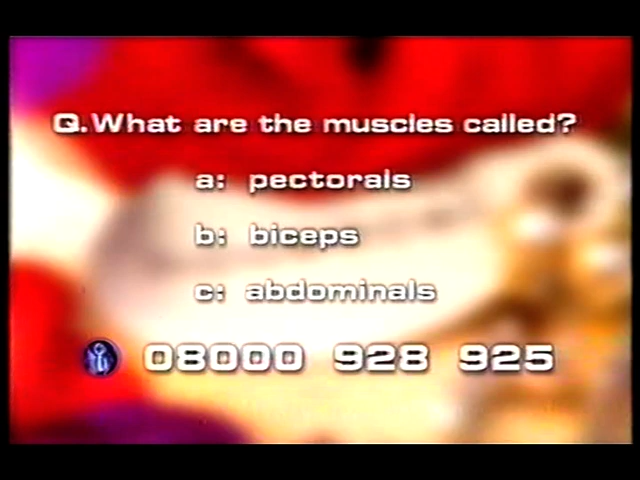 Q. What are the muscles called?
a: pectorals
b: biceps
c: abdominals
08000 928 925